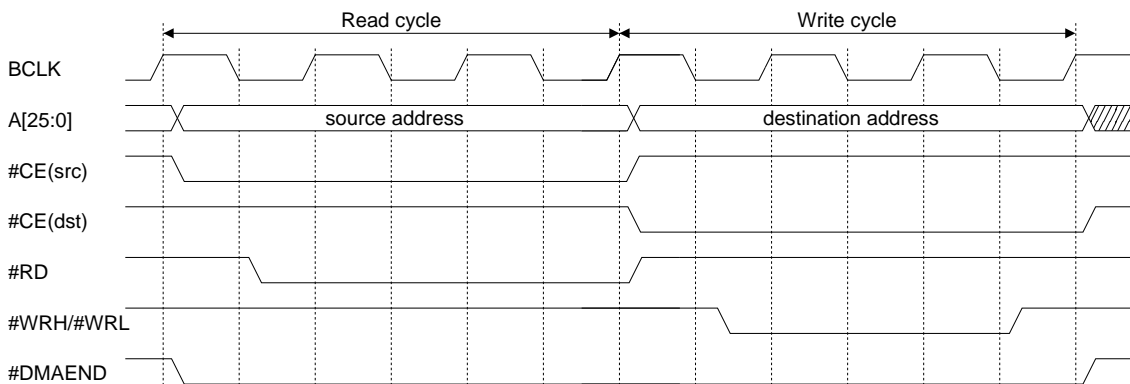 Read cycle Write cycle
BCLK
A[25:0] source address destination address
#CE(src)
#CE(dst)
#RD
#WRH/#WRL
#DMAEND